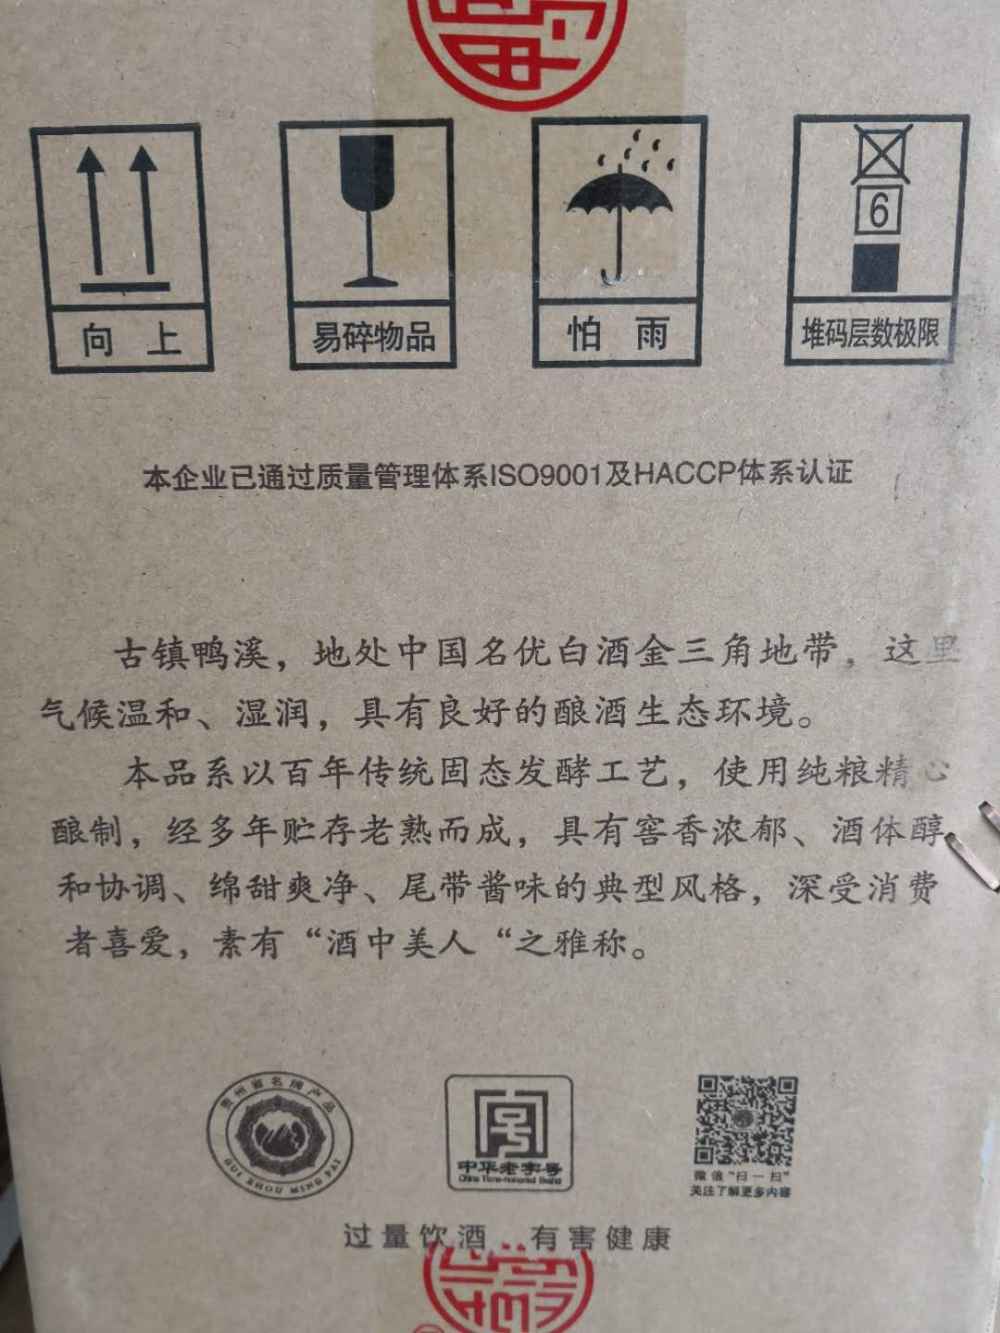 6
向上
易碎物品
怕雨
堆码层数极限
本企业已通过质量管理体系ISO9001及HACCP体系认证
古镇鸭溪，地处中国名优白酒金三角地带。这里
气候温和、湿润，具有良好的酿酒生态环境。
本品系以百年传统固态发酵工艺，使用纯粮精心
酿制，经多年贮存老熟而成，具有窖香浓郁、酒体醇
和协调、绵甜爽净、尾带酱味的典型风格，深受消费
者喜爱，素有“酒中美人“之雅称。
贵州省名牌产品
GUI ZHOU MING PAI
中华老字号
China Time-honored Brand
微信“扫一扫”
关注了解更多内容
过量饮酒 有害健康